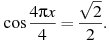 cos 4πx/4 = √2/2.